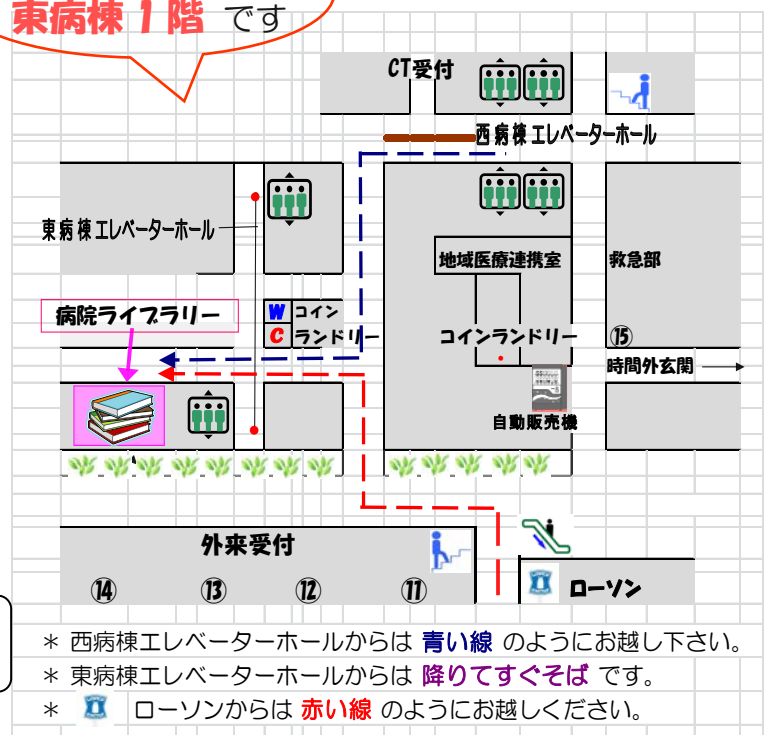 東病棟1階 です
CT受付
西病棟エレベーターホール
東病棟エレベーターホール
地域医療連携室
救急部
病院ライブラリー
W コイン
C ランドリー
コインランドリー
⑮
時間外玄関
自動販売機
外来受付
⑭ ⑬ ⑫ ⑪
ローソン
* 西病棟エレベーターホールからは 青い線 のようにお越し下さい。
* 東病棟エレベーターホールからは 降りてすぐそば です。
* ローソンからは 赤い線 のようにお越しください。